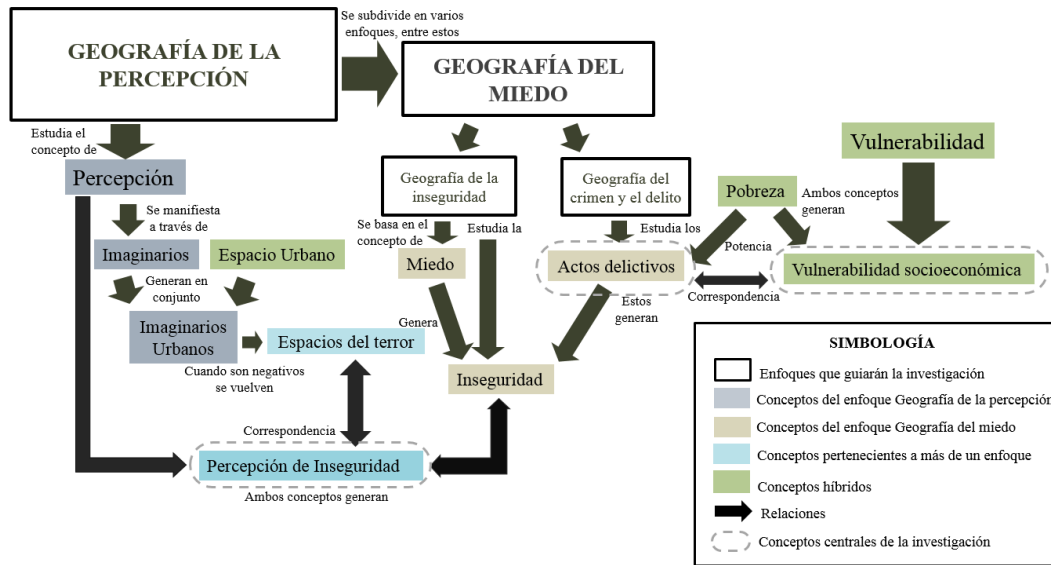 Se subdivide en varios
enfoques, entre estos
GEOGRAFÍA DE LA
PERCEPCIÓN
GEOGRAFÍA DEL
MIEDO
Estudia el
concepto de
Percepción
Geografía de la
inseguridad
Geografía del
crimen y el delito
Vulnerabilidad
Pobreza
Ambos conceptos
generan
Se manifiesta
a través de
Se basa en el
concepto de
Estudia la
Estudia los
Potencia
Imaginarios
Espacio Urbano
Miedo
Actos delictivos
Vulnerabilidad socioeconómica
Correspondencia
Generan en
conjunto
Estos
generan
Imaginarios
Urbanos
Espacios del terror
Genera
Cuando son negativos
se vuelven
Inseguridad
Correspondencia
Percepción de Inseguridad
Ambos conceptos generan
SIMBOLOGÍA
Enfoques que guiarán la investigación
Conceptos del enfoque Geografía de la percepción
Conceptos del enfoque Geografía del miedo
Conceptos pertenecientes a más de un enfoque
Conceptos híbridos
Relaciones
Conceptos centrales de la investigación